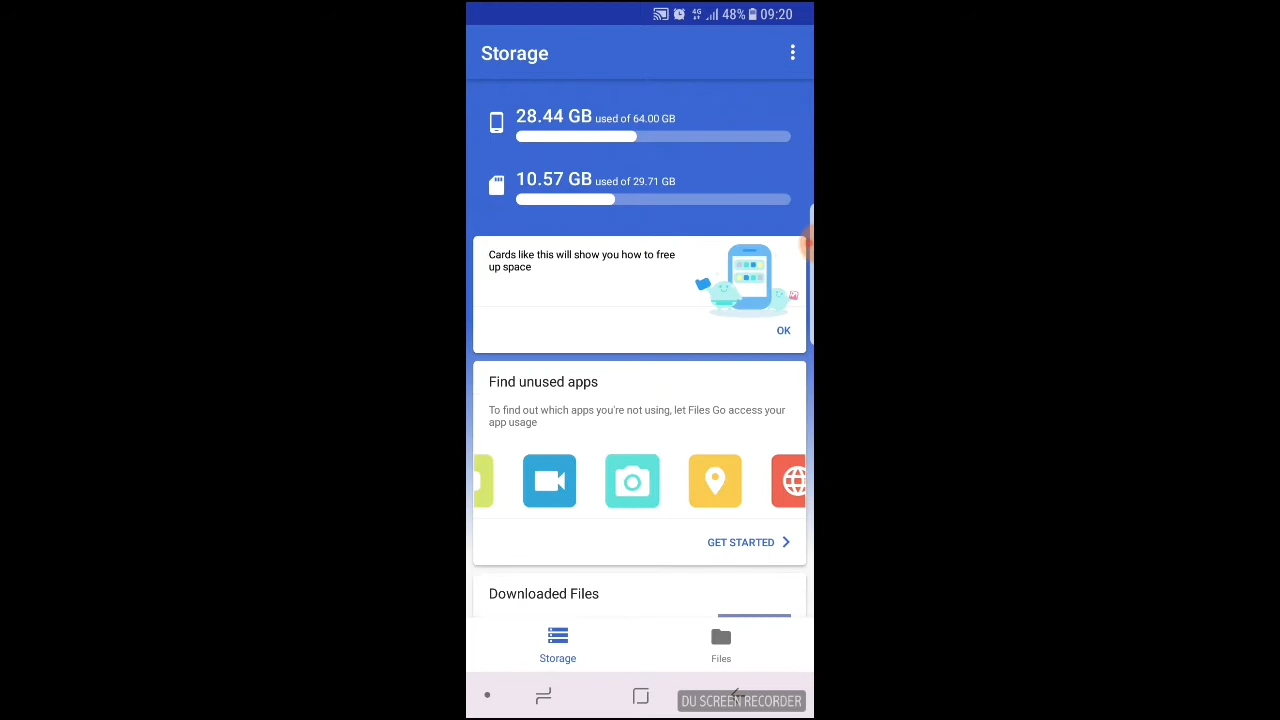 4G 48% 09:20
Storage
28.44 GB used of 64.00 GB
10.57 GB used of 29.71 GB
Cards like this will show you how to free
up space
OK
Find unused apps
To find out which apps you're not using, let Files Go access your
app usage
GET STARTED
Downloaded Files
Storage
Files
DU SCREEN RECORDER